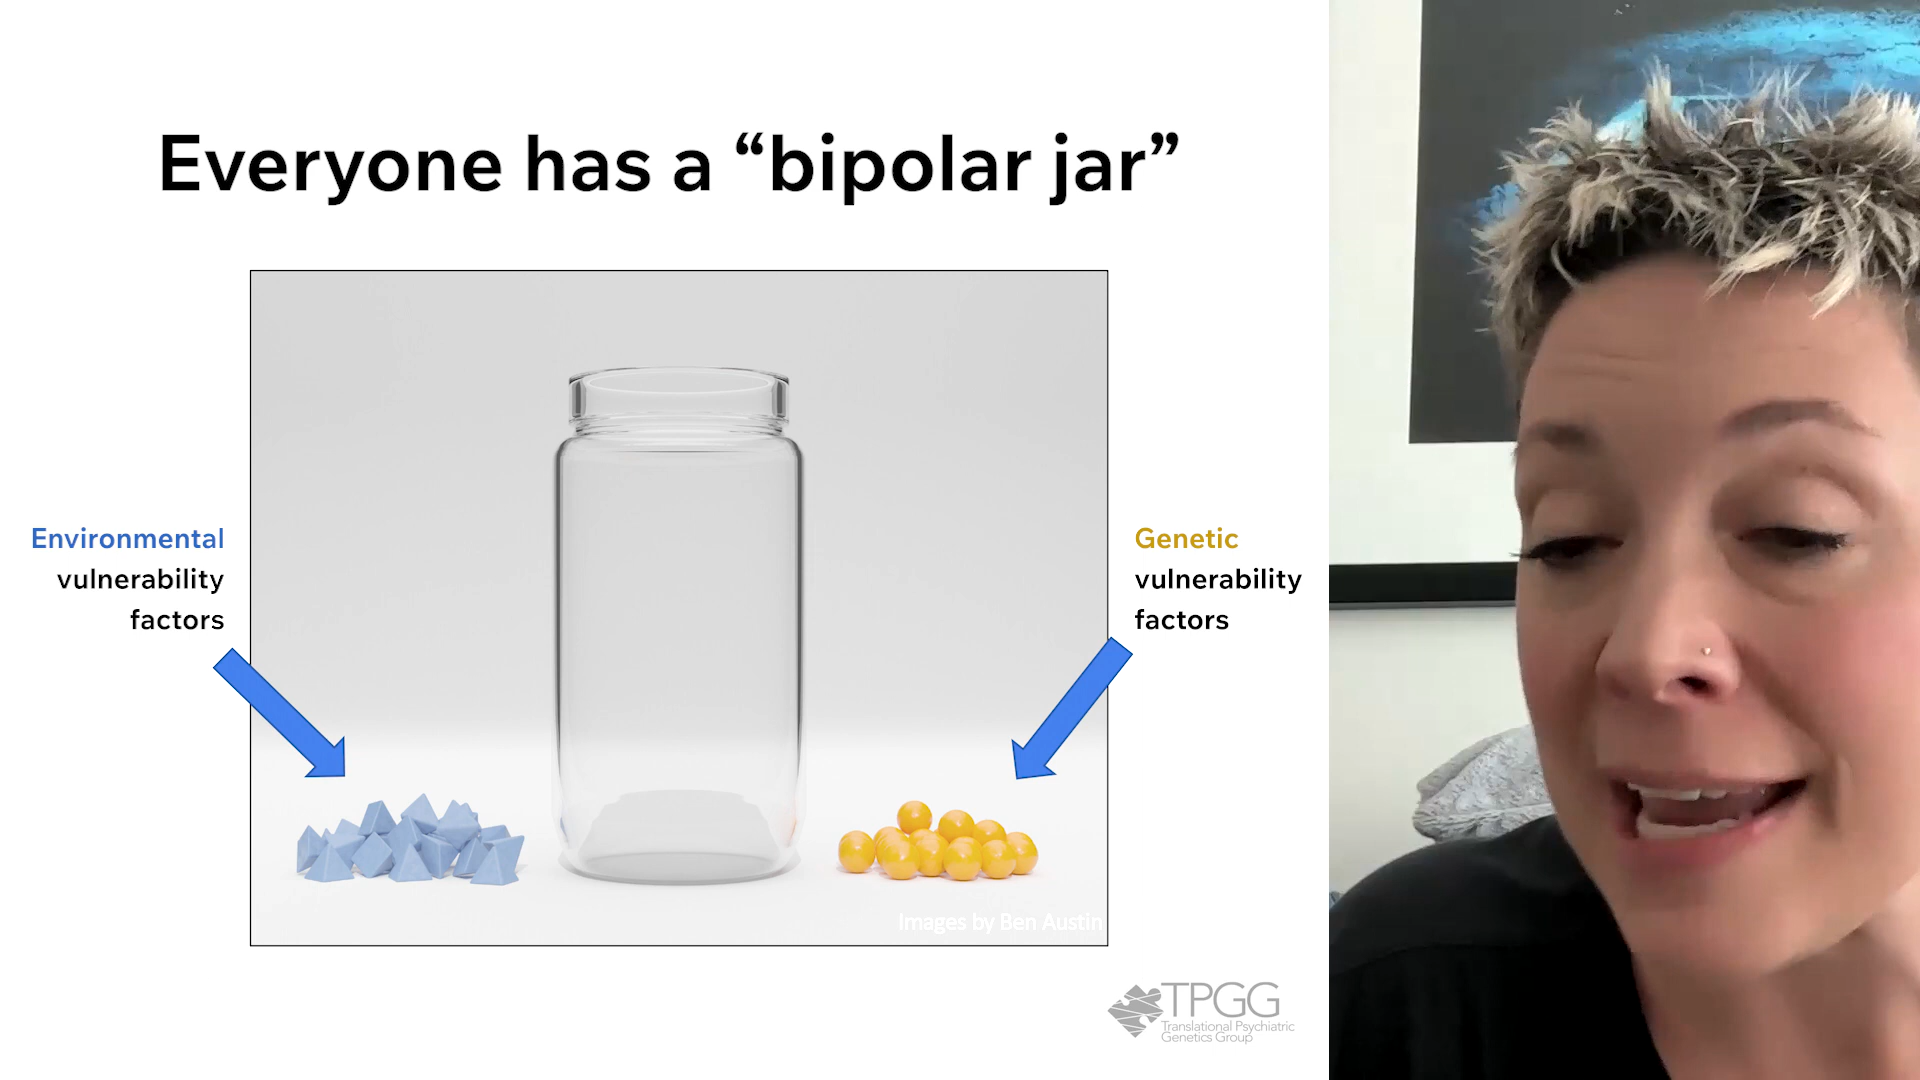 Everyone has a “bipolar jar”
Environmental
vulnerability
factors
Genetic
vulnerability
factors
Images by Ben Austin
TPGG
Translational Psychiatric
Genetics Group